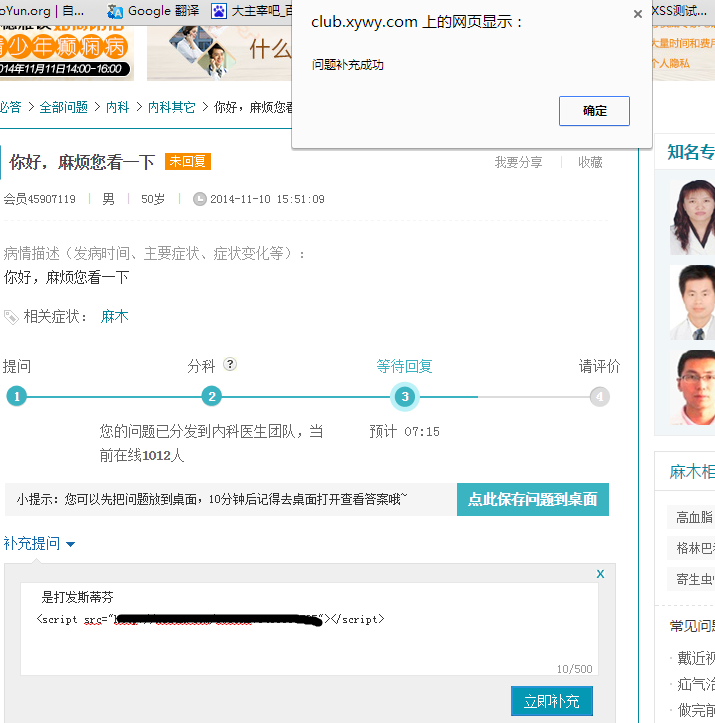 oYun.org | 自...
Google 翻译
大主宰吧_百
XSS测试...
club.xywy.com 上的网页显示：
×
问题补充成功
确定
青少年癫痫病
014年11月11日14:00-16:00
什么
大量时间和费用
个人隐私
必答 > 全部问题 > 内科 > 内科其它 > 你好，麻烦您看
你好，麻烦您看一下 未回复
我要分享 | 收藏
会员45907119 | 男 | 50岁 | 2014-11-10 15:51:09
病情描述（发病时间、主要症状、症状变化等）：
你好，麻烦您看一下
相关症状： 麻木
提问 分科 ? 等待回复 请评价
1 2 3 4
您的问题已分发到内科医生团队，当
前在线1012人
预计 07:15
小提示：您可以先把问题放到桌面，10分钟后记得去桌面打开查看答案哦~
点此保存问题到桌面
补充提问
x
是打发斯蒂芬
<script src="
"></script>
10/500
立即补充
知名专
麻木相
高血脂
格林巴
寄生虫
常见问题
· 戴近视
· 疝气治
· 做完前